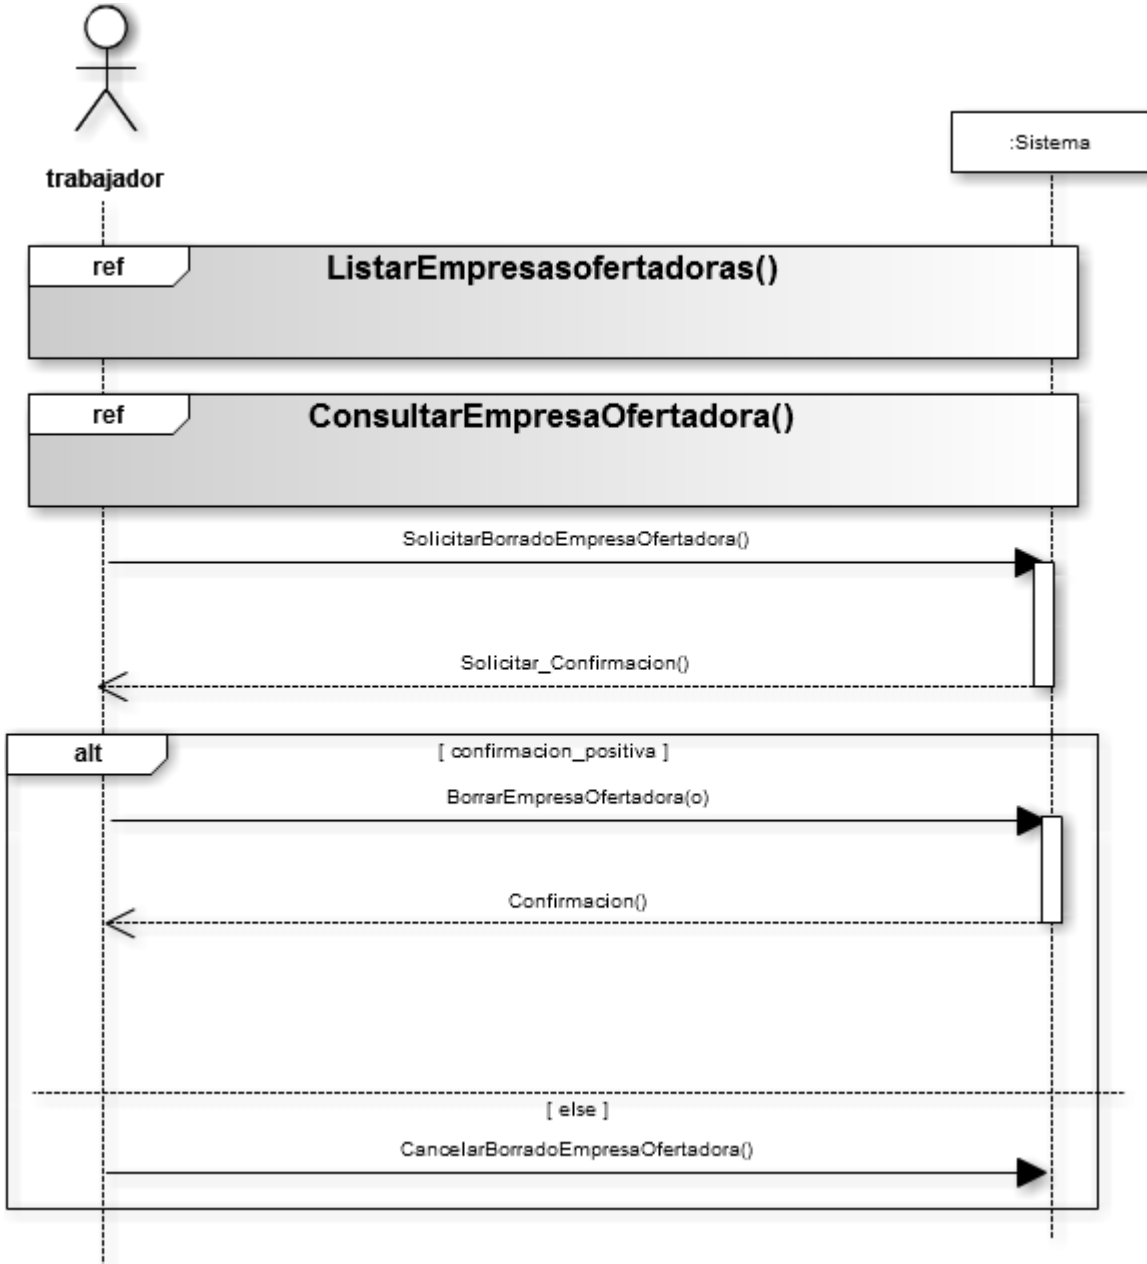 :Sistema
trabajador
ref
ListarEmpresasofertadoras()
ref
ConsultarEmpresaOfertadora()
SolicitarBorradoEmpresaOfertadora()
Solicitar_Confirmacion()
alt
[ confirmacion_positiva ]
BorrarEmpresaOfertadora(o)
Confirmacion()
[ else ]
CancelarBorradoEmpresaOfertadora()